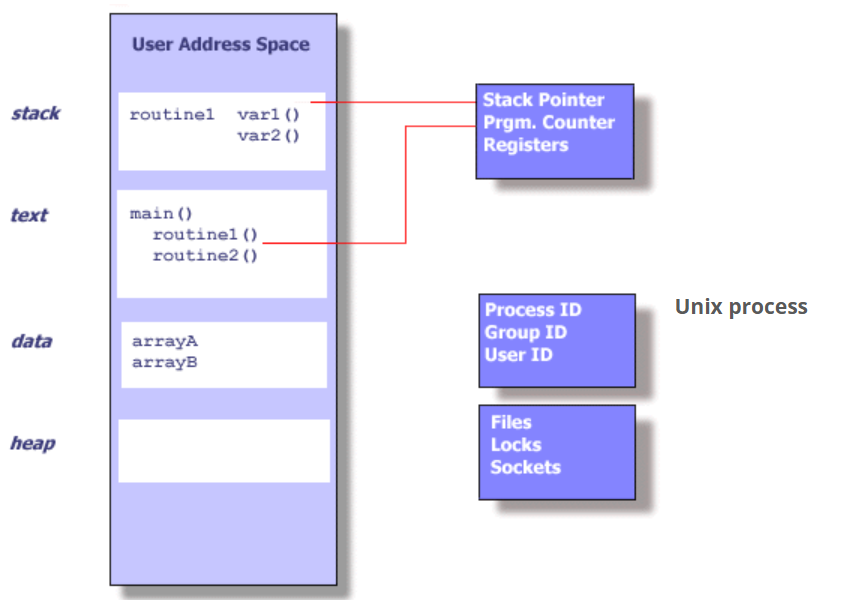 User Address Space
stack
routine1 var1()
var2()
Stack Pointer
Prgm. Counter
Registers
text
main()
routine1()
routine2()
Process ID
Group ID
User ID
Unix process
data
arrayA
arrayB
heap
Files
Locks
Sockets